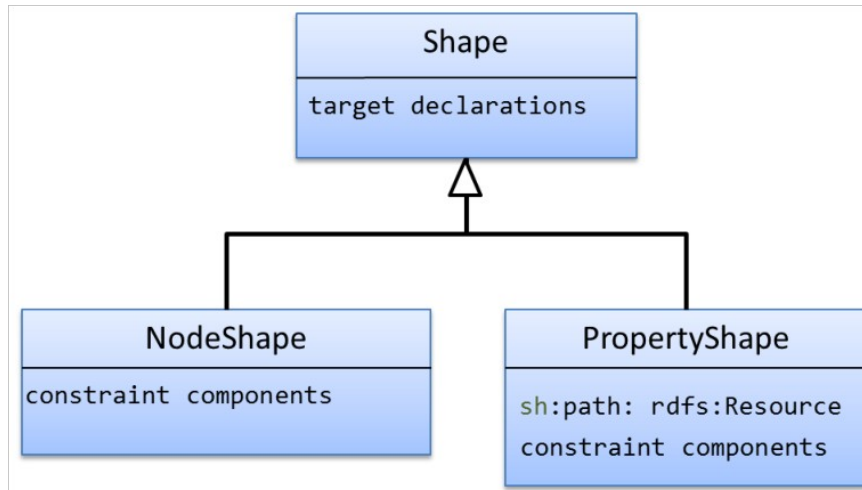 Shape
target declarations
NodeShape
constraint components
PropertyShape
sh:path: rdfs:Resource
constraint components